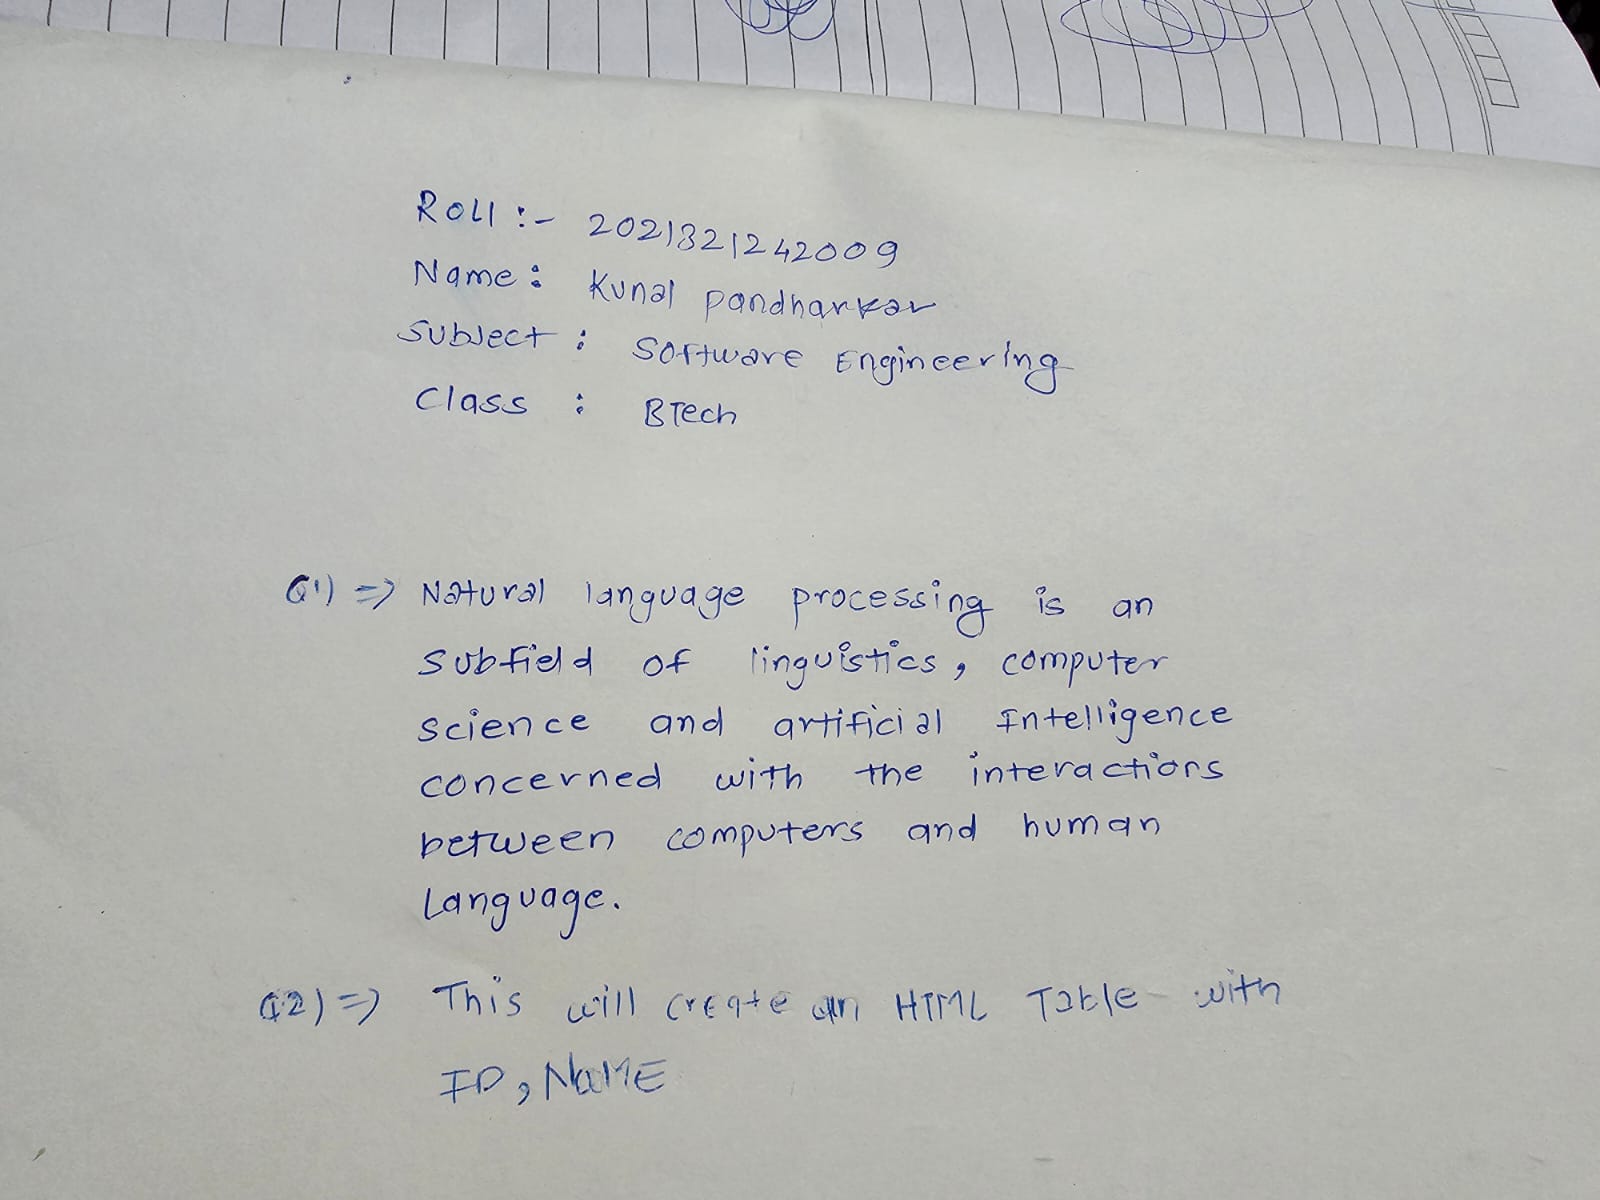 Roll :- 2021321242009
Name : Kunal Pandharkar
Subject : Software Engineering
Class : BTech
Q1) => Natural language processing is an
subfield of linguistics, computer
science and artificial Intelligence
concerned with the interactions
between computers and human
Language.
Q2) => This will create an HTML Table with
ID, NaME